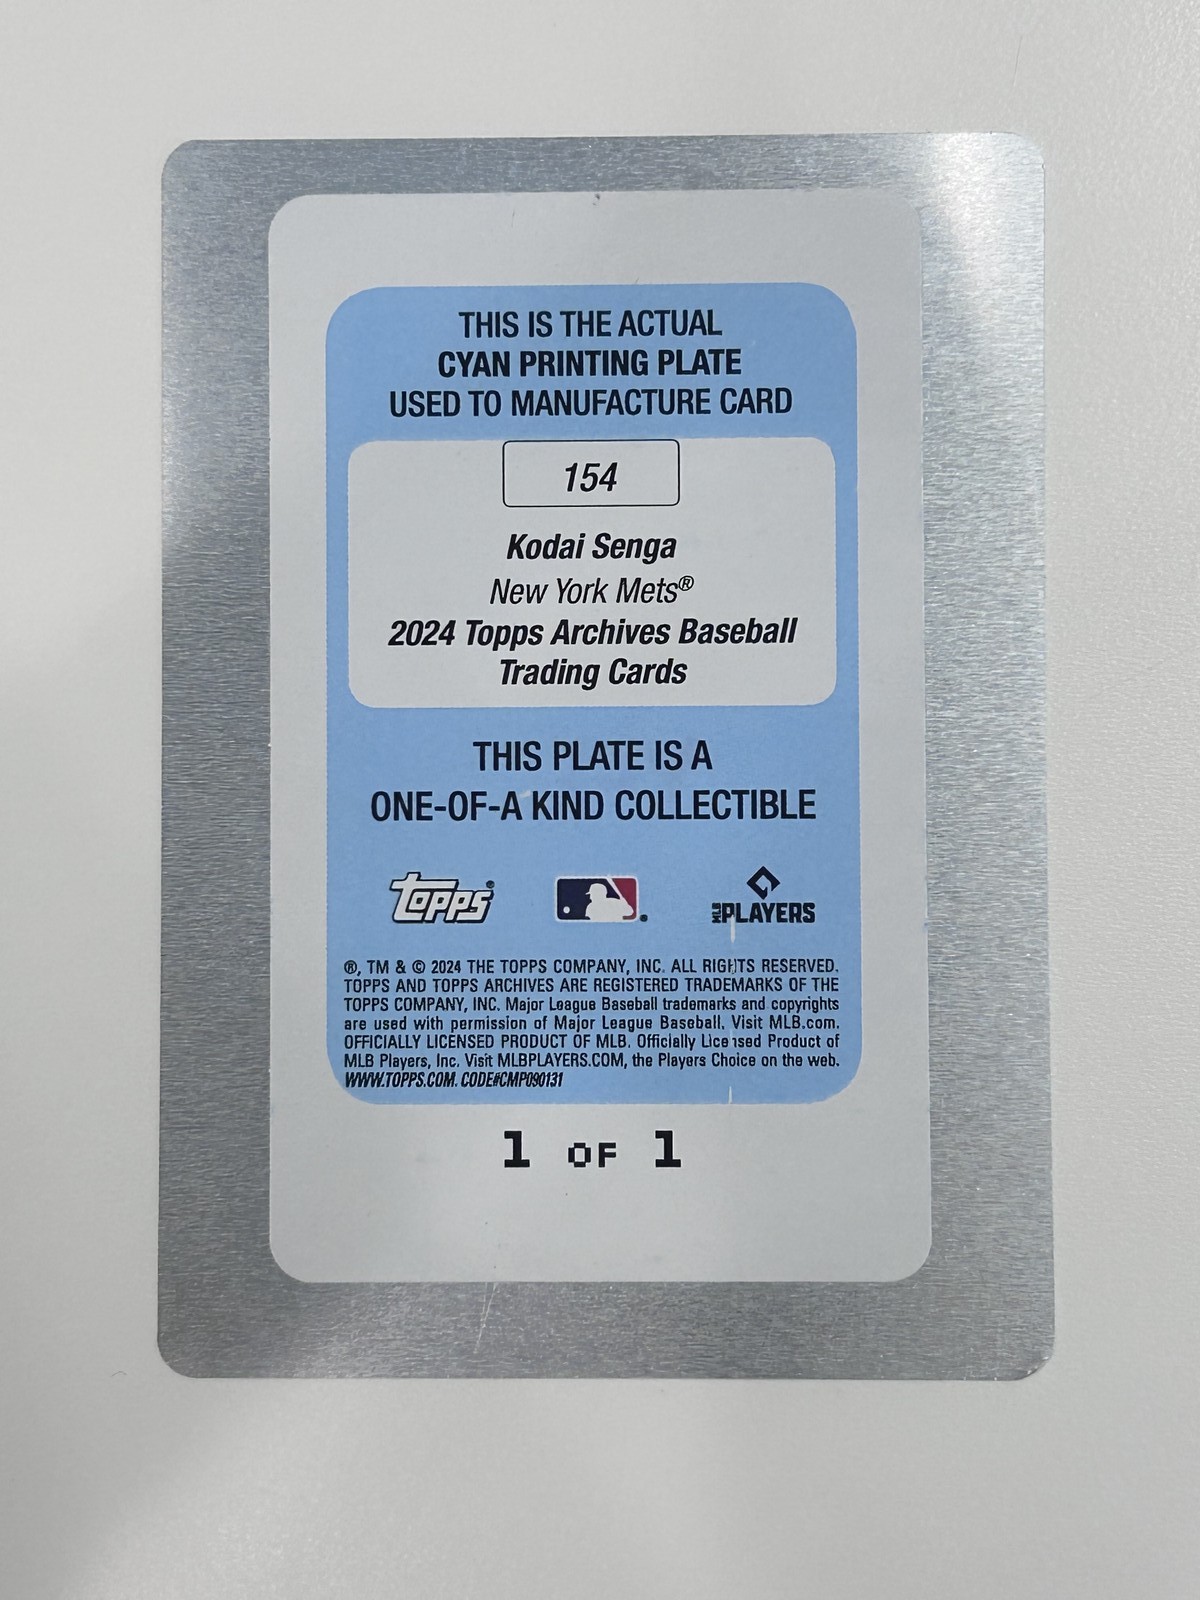 THIS IS THE ACTUAL
CYAN PRINTING PLATE
USED TO MANUFACTURE CARD
154
Kodai Senga
New York Mets®
2024 Topps Archives Baseball
Trading Cards
THIS PLATE IS A
ONE-OF-A KIND COLLECTIBLE
Topps® MLB PLAYERS
®, TM & © 2024 THE TOPPS COMPANY, INC. ALL RIGHTS RESERVED.
TOPPS AND TOPPS ARCHIVES ARE REGISTERED TRADEMARKS OF THE
TOPPS COMPANY, INC. Major League Baseball trademarks and copyrights
are used with permission of Major League Baseball. Visit MLB.com.
OFFICIALLY LICENSED PRODUCT OF MLB. Officially Licensed Product of
MLB Players, Inc. Visit MLBPLAYERS.COM, the Players Choice on the web.
WWW.TOPPS.COM. CODE#CMP090131
1 OF 1